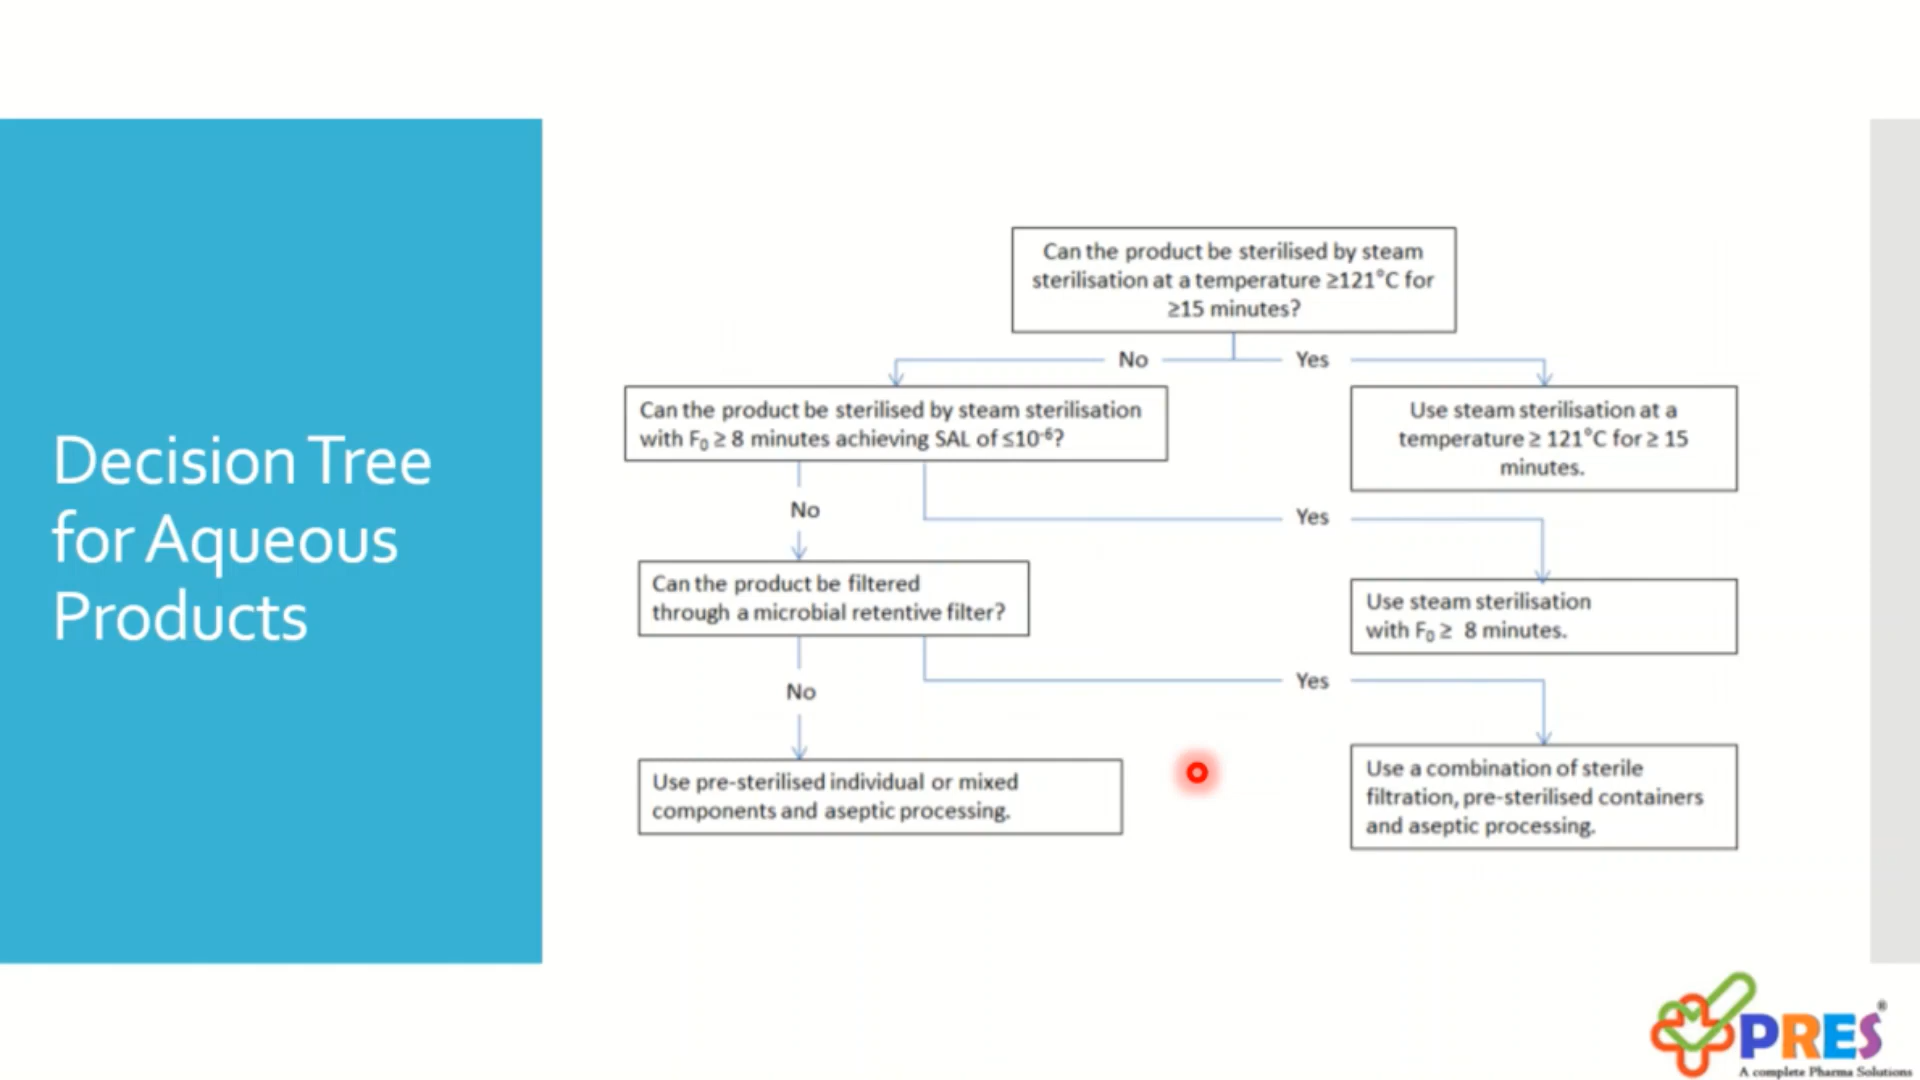 Decision Tree
for Aqueous
Products
Can the product be sterilised by steam
sterilisation at a temperature ≥121°C for
≥15 minutes?
No
Yes
Can the product be sterilised by steam sterilisation
with F₀ ≥ 8 minutes achieving SAL of ≤10⁻⁶?
Use steam sterilisation at a
temperature ≥ 121°C for ≥ 15
minutes.
No
Yes
Can the product be filtered
through a microbial retentive filter?
Use steam sterilisation
with F₀ ≥ 8 minutes.
No
Yes
Use pre-sterilised individual or mixed
components and aseptic processing.
Use a combination of sterile
filtration, pre-sterilised containers
and aseptic processing.
PRES®
A complete Pharma Solutions